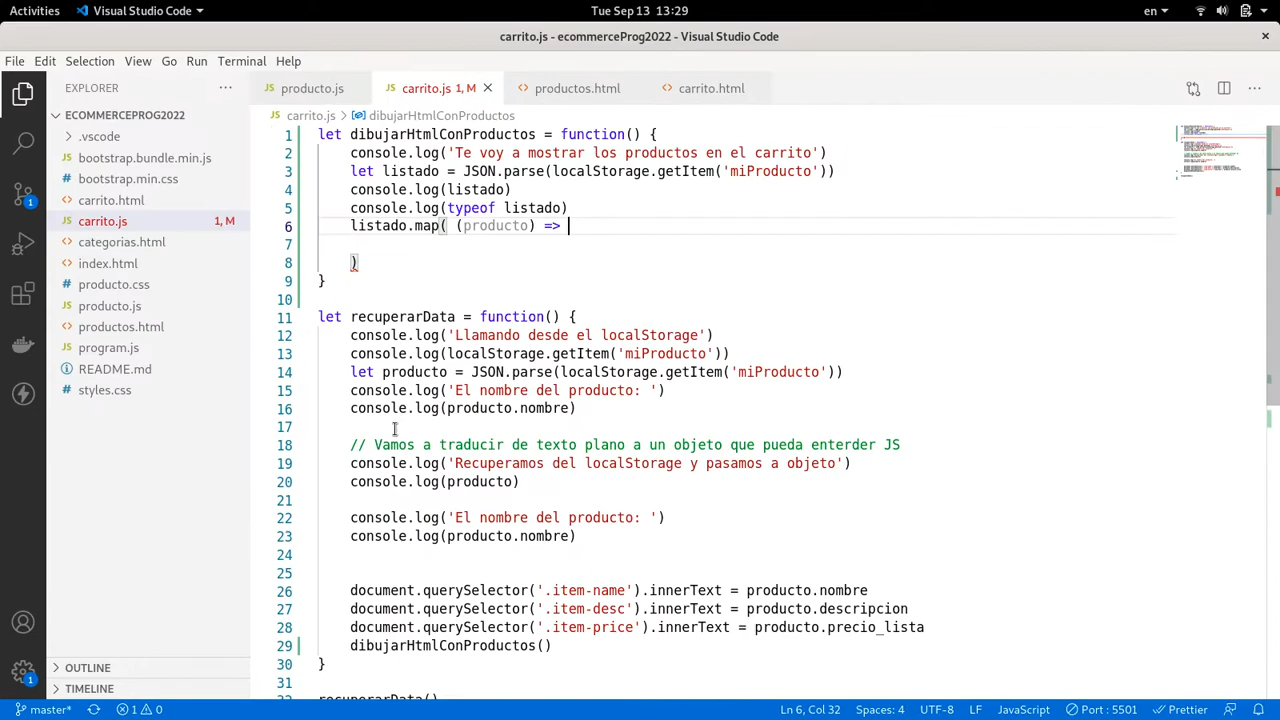 Activities Visual Studio Code Tue Sep 13 13:29 en
carrito.js - ecommerceProg2022 - Visual Studio Code
File Edit Selection View Go Run Terminal Help
EXPLORER
producto.js
carrito.js 1, M
productos.html
carrito.html
carrito.js > dibujarHtmlConProductos
ECOMMERCEPROG2022
.vscode
bootstrap.bundle.min.js
bootstrap.min.css
carrito.html
carrito.js 1, M
categorias.html
index.html
producto.css
producto.js
productos.html
program.js
README.md
styles.css
OUTLINE
TIMELINE
1 let dibujarHtmlConProductos = function() {
2 console.log('Te voy a mostrar los productos en el carrito')
3 let listado = JSON.parse(localStorage.getItem('miProducto'))
4 console.log(listado)
5 console.log(typeof listado)
6 listado.map( (producto) =>
7
8 )
9 }
10
11 let recuperarData = function() {
12 console.log('Llamando desde el localStorage')
13 console.log(localStorage.getItem('miProducto'))
14 let producto = JSON.parse(localStorage.getItem('miProducto'))
15 console.log('El nombre del producto: ')
16 console.log(producto.nombre)
17
18 // Vamos a traducir de texto plano a un objeto que pueda enterder JS
19 console.log('Recuperamos del localStorage y pasamos a objeto')
20 console.log(producto)
21
22 console.log('El nombre del producto: ')
23 console.log(producto.nombre)
24
25
26 document.querySelector('.item-name').innerText = producto.nombre
27 document.querySelector('.item-desc').innerText = producto.descripcion
28 document.querySelector('.item-price').innerText = producto.precio_lista
29 dibujarHtmlConProductos()
30 }
31
32 recuperarData()
master* 1 0 Ln 6, Col 32 Spaces: 4 UTF-8 LF JavaScript Port : 5501 Prettier